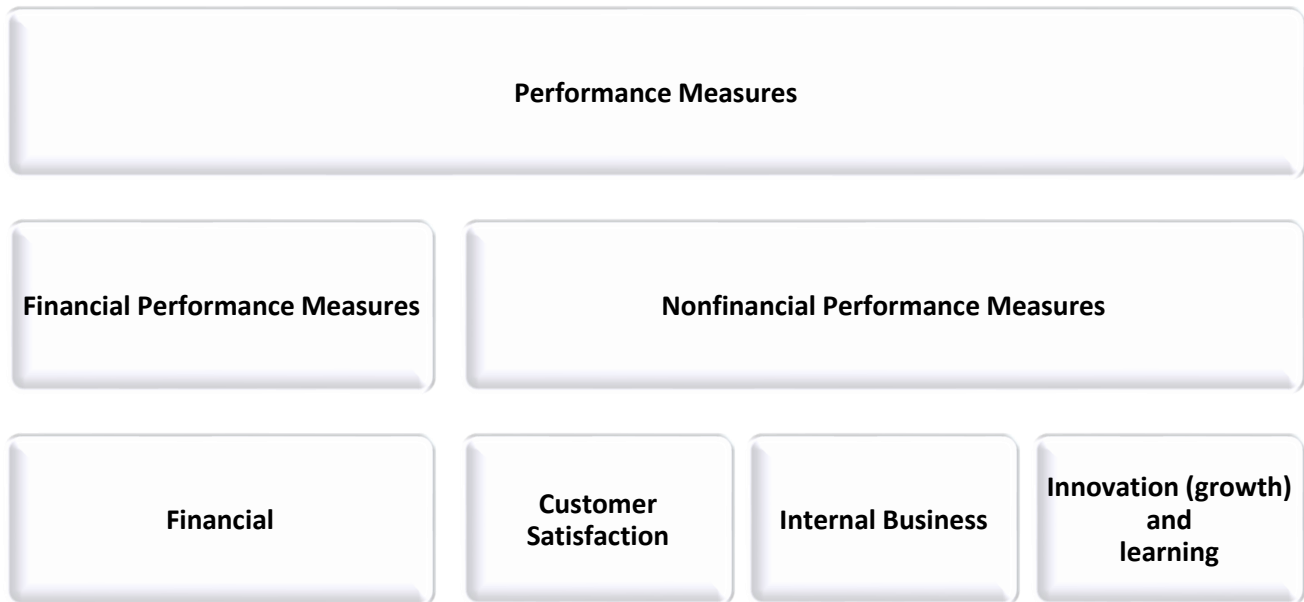 Performance Measures
Financial Performance Measures
Nonfinancial Performance Measures
Financial
Customer
Satisfaction
Internal Business
Innovation (growth)
and
learning